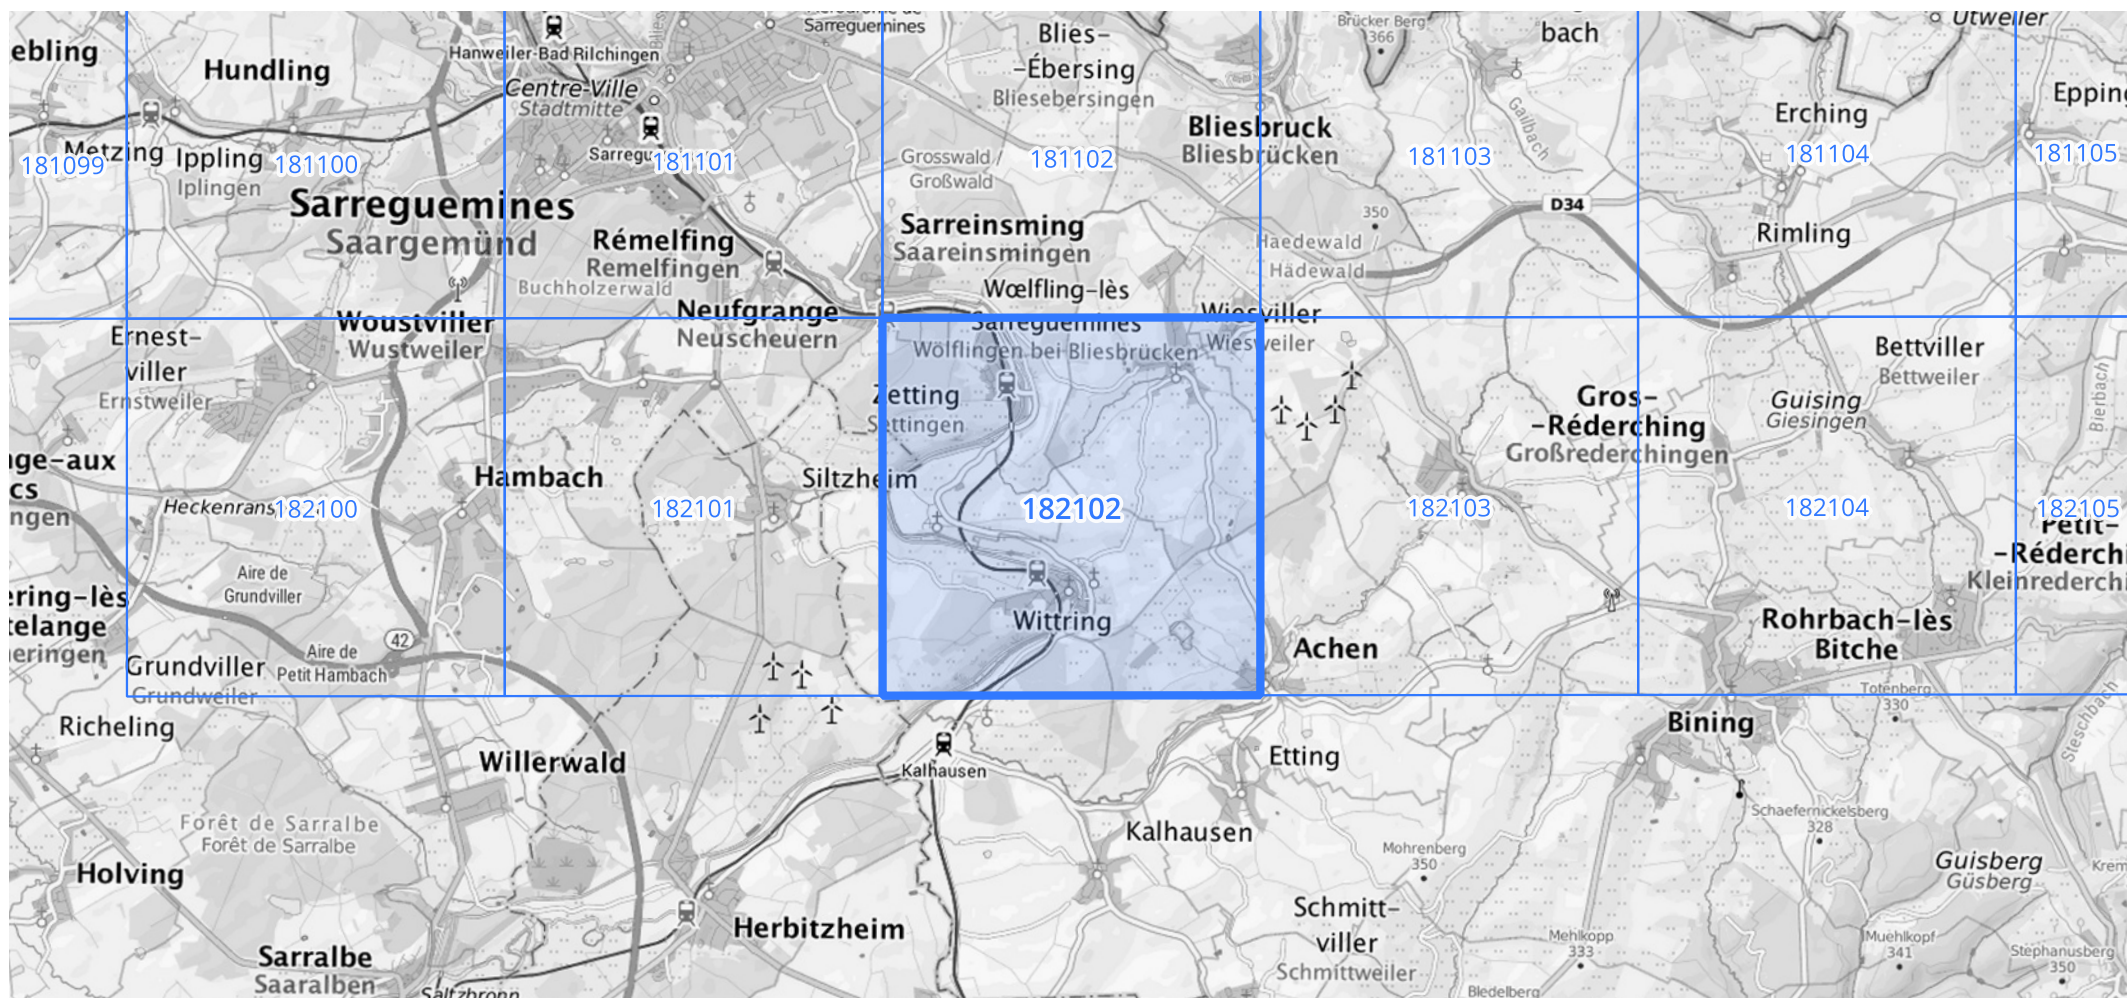 Sarreguemines
Utweiler
Brücker Berg
366
Blies-
-Ébersing
Bliesebersingen
bach
ebling
Hundling
Hanweiler-Bad Rilchingen
Centre-Ville
Stadtmitte
Gailbach
Erching
Bliesbruck
Bliesbrücken
Metzing
Ippling
Iplingen
181099
181100
181101
181102
181103
181104
181105
Grosswald /
Großwald
Sarreguemines
Saargemünd
Rémelfing
Remelfingen
Buchholzerwald
Sarreinsming
Saareinsmingen
350
D34
Haedewald /
Hädewald
Rimling
Neufgrange
Neuscheuern
Wœlfling-lès
Sarreguemines
Wölflingen bei Bliesbrücken
Wiesviller
Wiesweiler
Ernest-
viller
Ernstweiler
Woustviller
Wustweiler
Bettviller
Bettweiler
Bierbach
Zetting
Settingen
Gros-
-Réderching
Großrederchingen
Guising
Giesingen
Hambach
Siltzheim
182100
182101
182102
182103
182104
182105
Petit-
Kleinrederch
Aire de
Grundviller
42
Aire de
Petit Hambach
Grundviller
Grundweiler
Wittring
Achen
Rohrbach-lès
Bitche
Totenberg
330
Richeling
Willerwald
Kalhausen
Etting
Bining
Schaefernickelsberg
328
Forêt de Sarralbe
Forêt de Sarralbe
Kalhausen
Mohrenberg
350
Guisberg
Güsberg
Holving
Herbitzheim
Schmitt-
viller
Schmittweiler
Mehlkopp
333
Muehlkopf
341
Stephanusberg
350
Sarralbe
Saaralben
Saltzbronn
Bledelberg